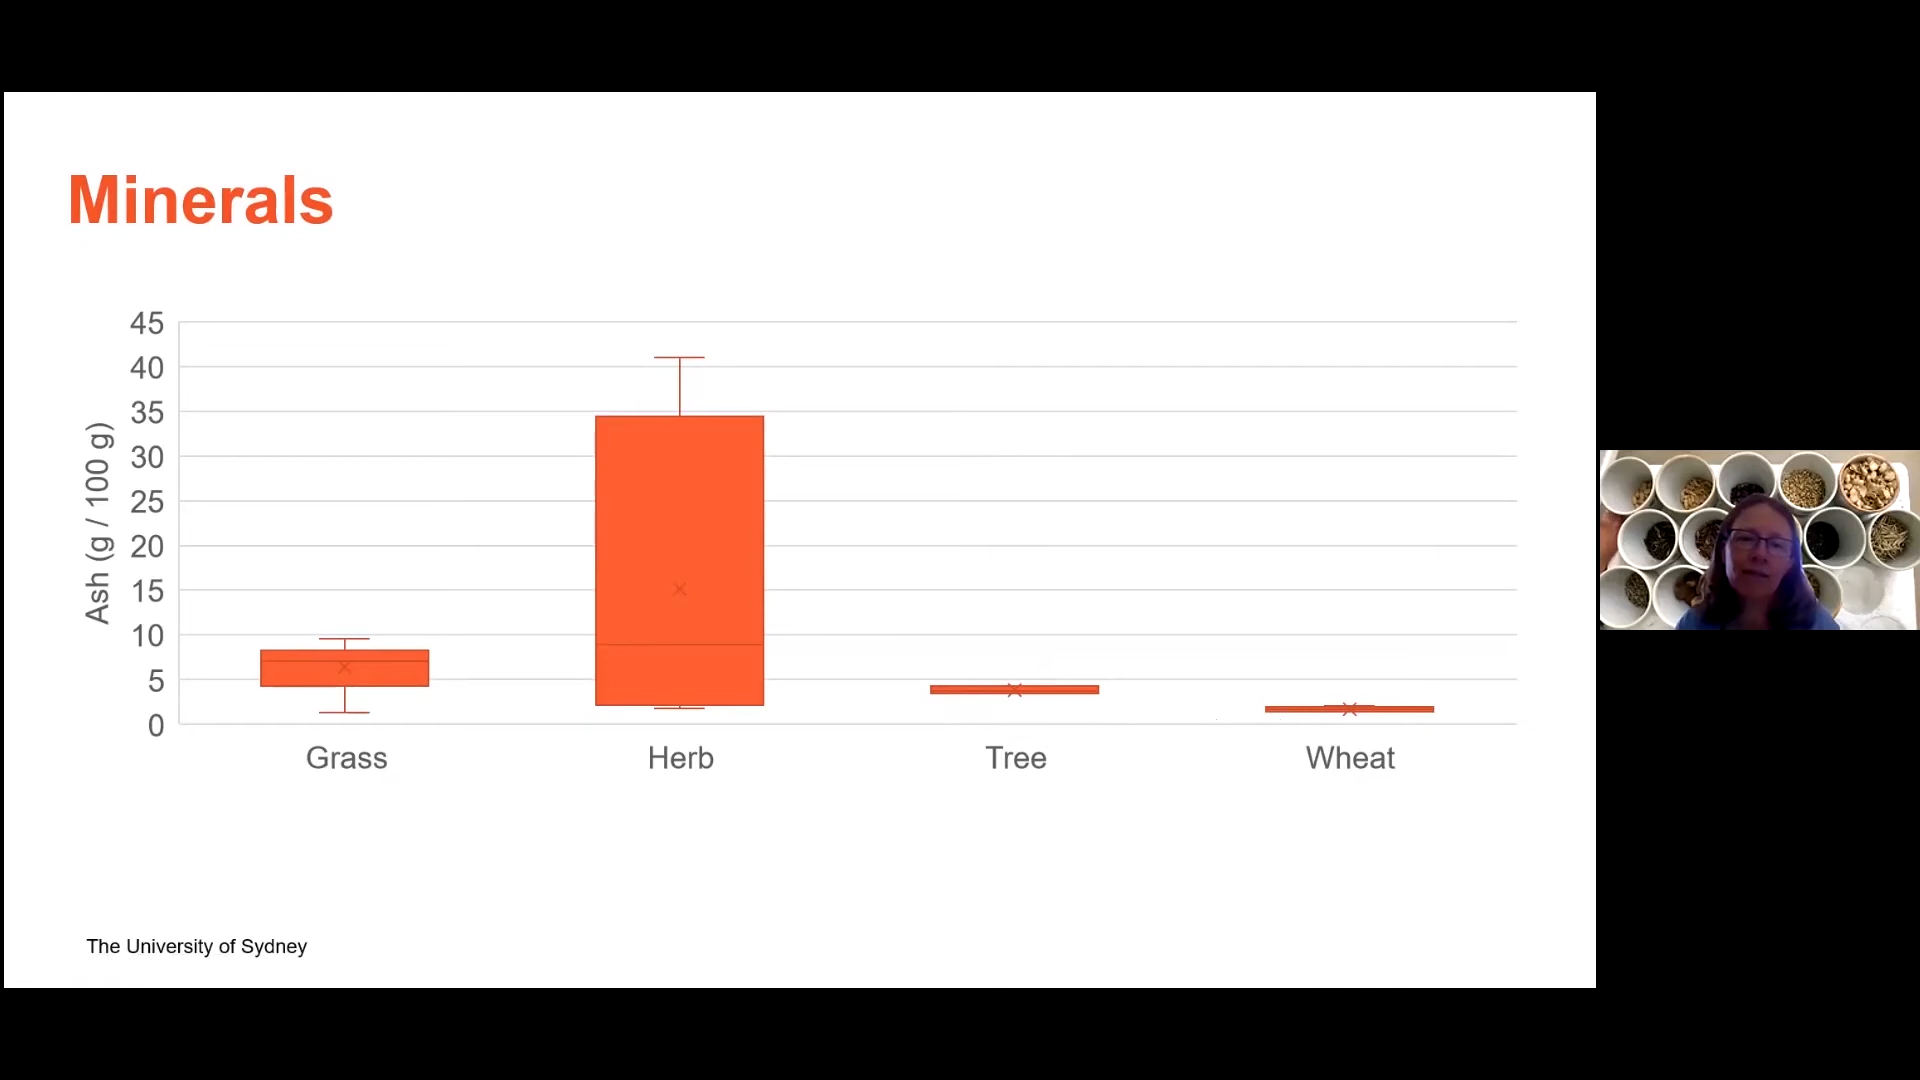 Minerals
45
40
35
30
25
20
15
10
5
0
Ash (g / 100 g)
Grass
Herb
Tree
Wheat
The University of Sydney